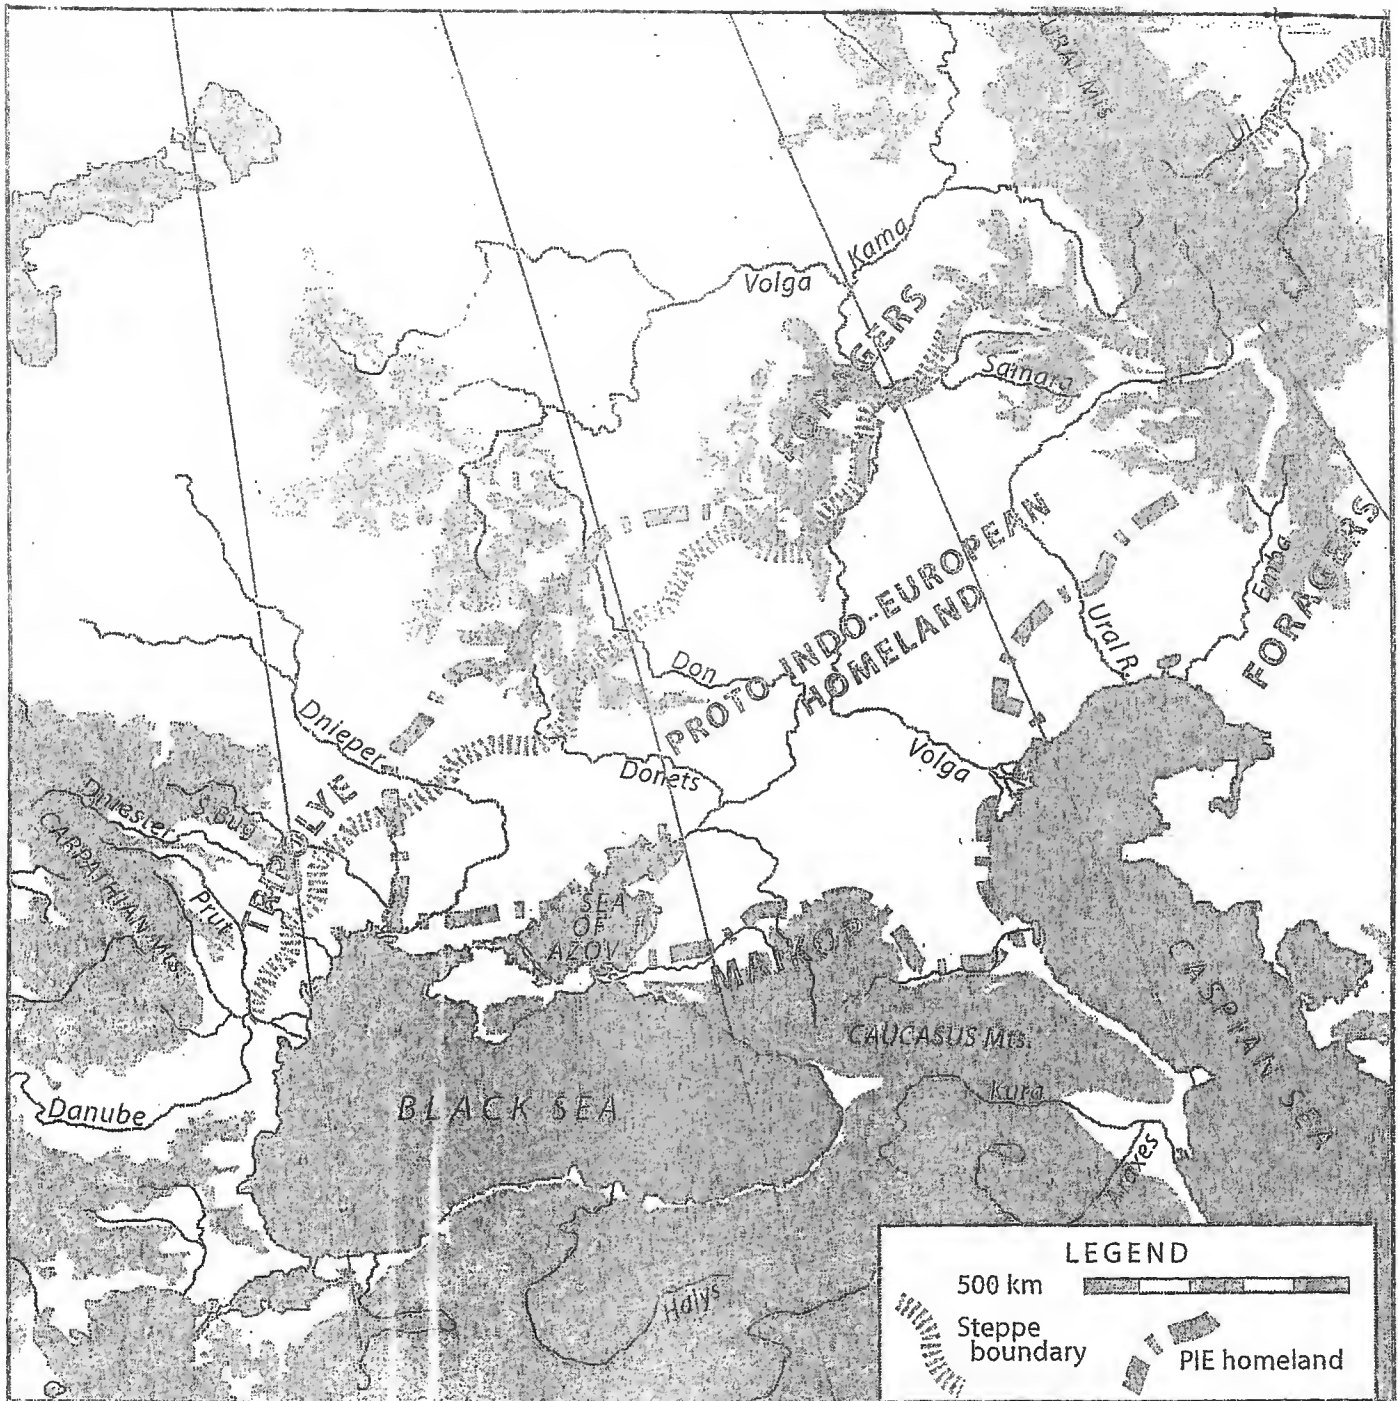 URAL Mts.
Ui
Kama
Volga
FORAGERS
Samara
PROTO-INDO-EUROPEAN
HOMELAND
Emba
FORAGERS
Ural R.
Don
Dnieper
Donets
Volga
TRIPOLYE
Dniester
S. Bug
CARPATHIAN Mts.
Prut
SEA
OF
AZOV
MAIKOP
CASPIAN SEA
CAUCASUS Mts.
Kura
Danube
BLACK SEA
Araxes
Halys
LEGEND
500 km
Steppe
boundary
PIE homeland